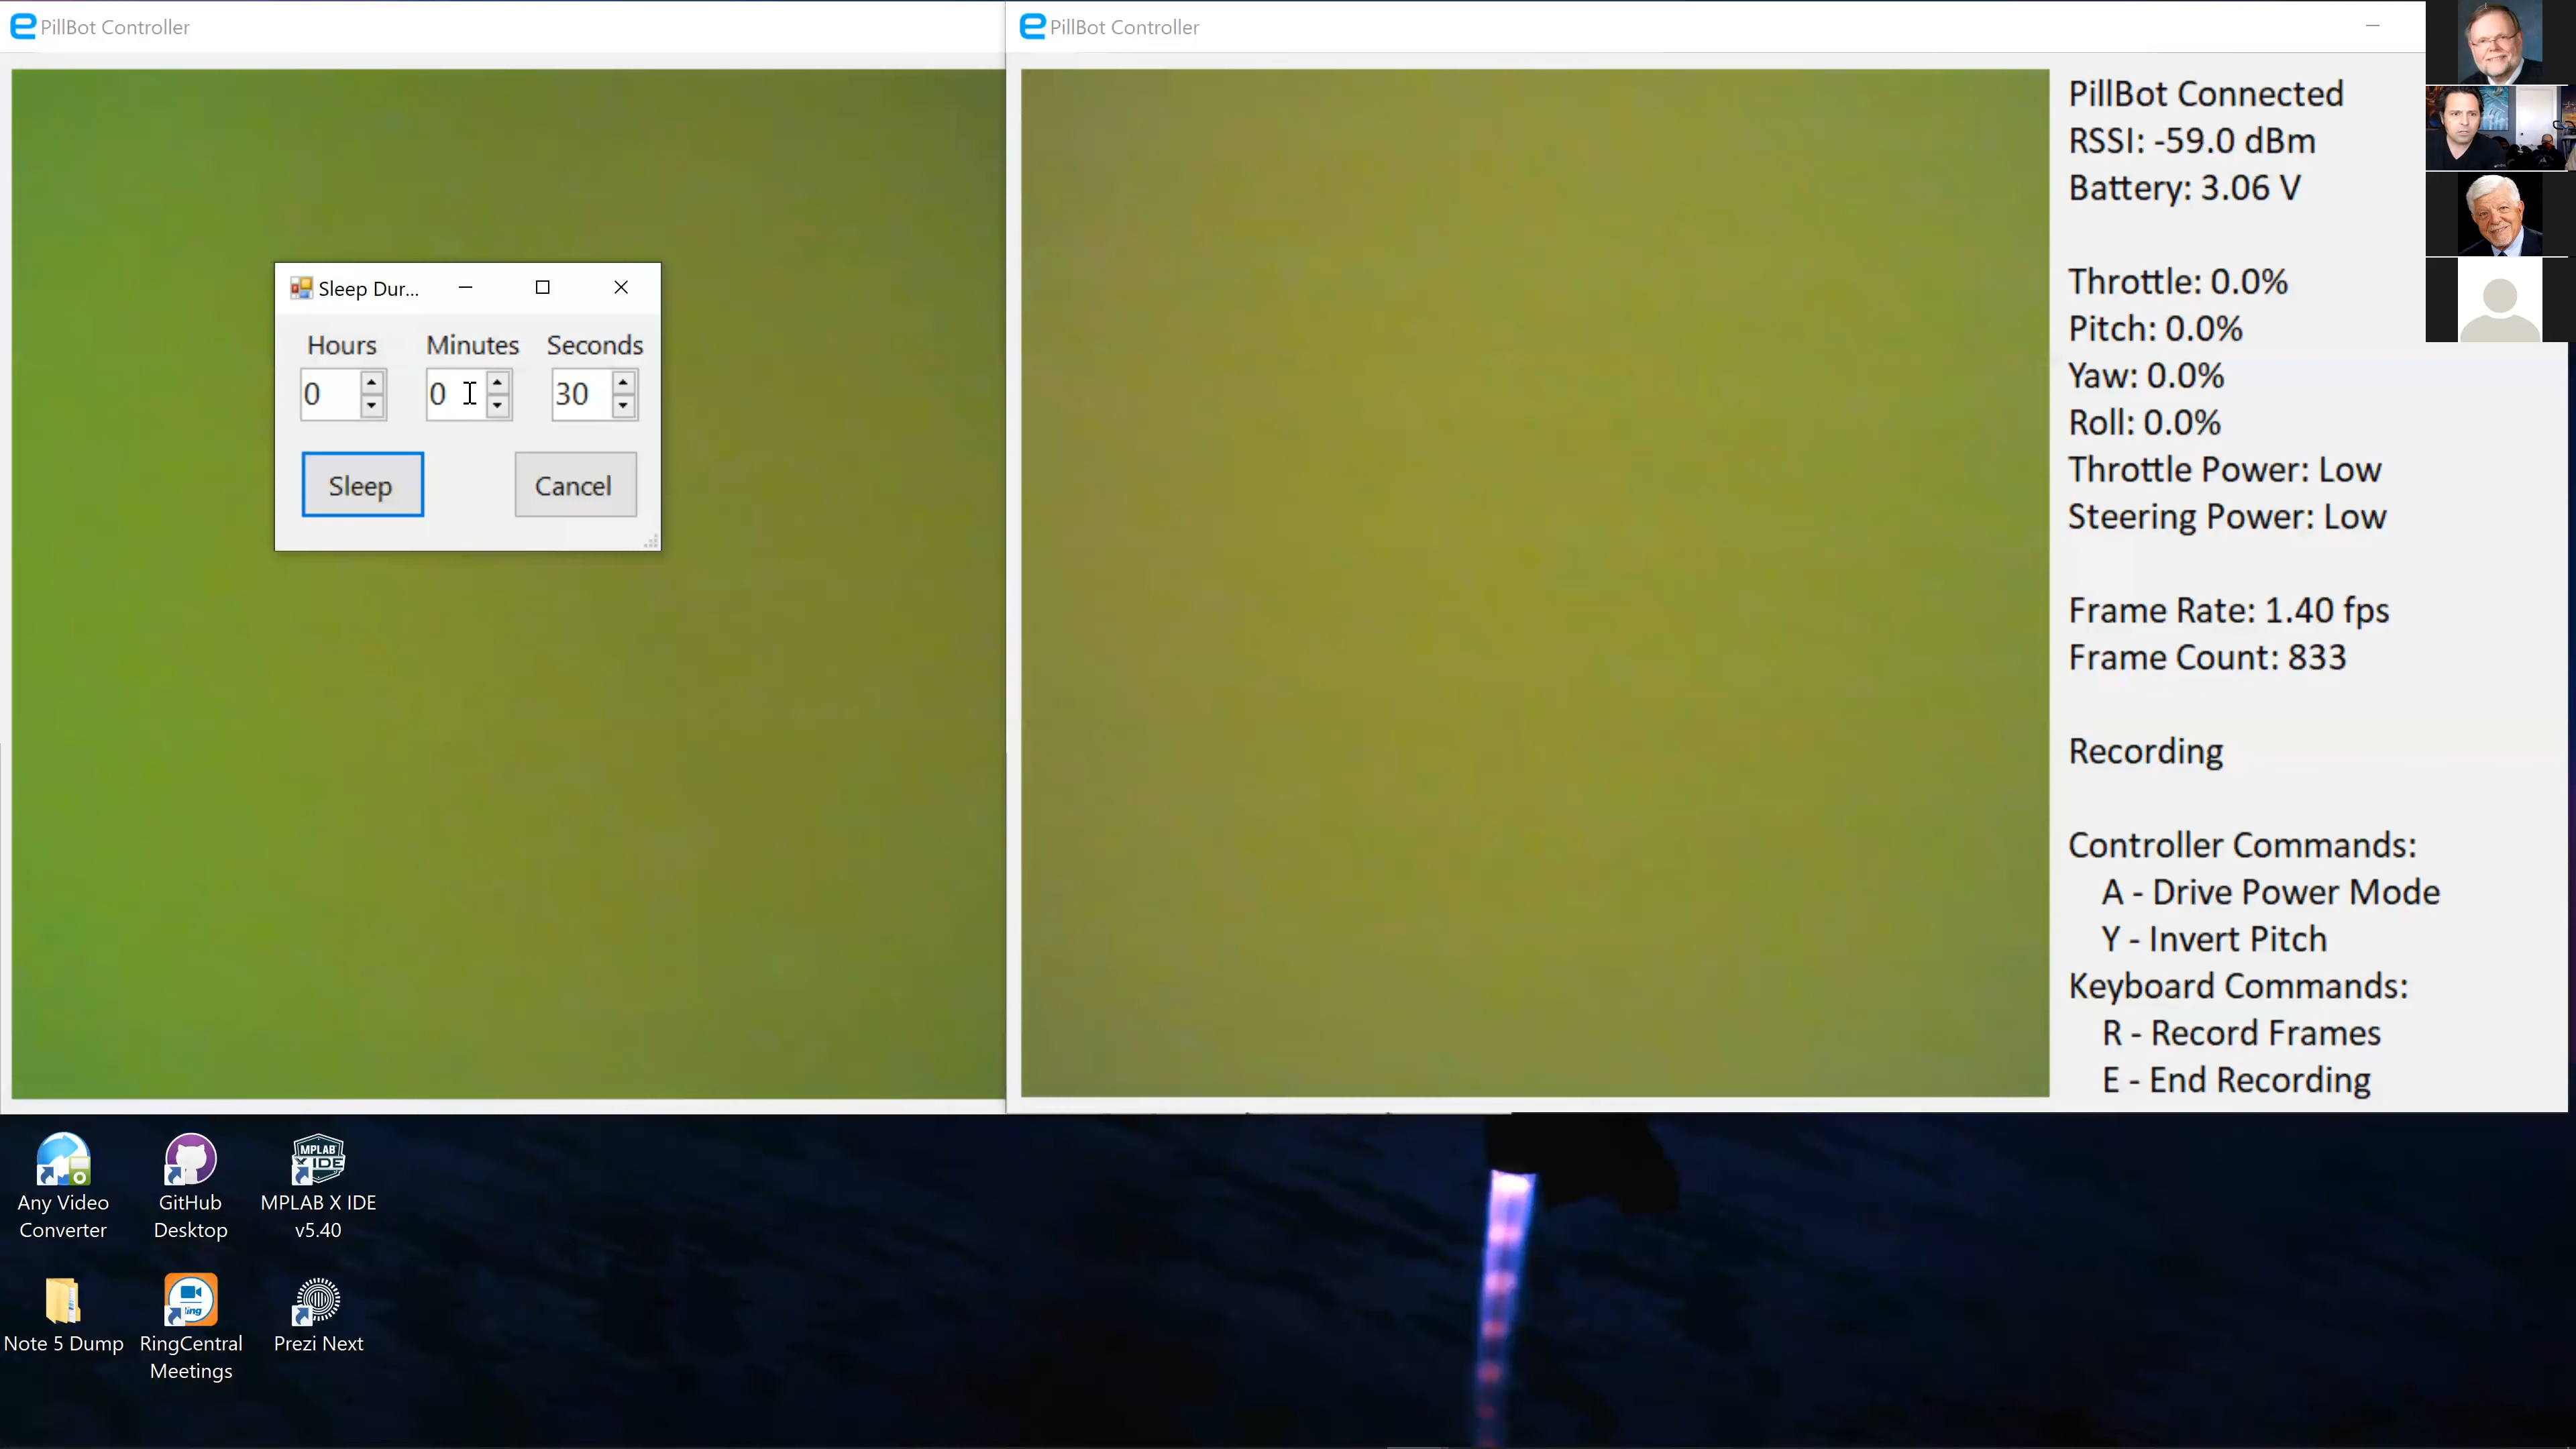 PillBot Controller
PillBot Controller
Sleep Dur...
Hours Minutes Seconds
0 0 30
Sleep Cancel
PillBot Connected
RSSI: -59.0 dBm
Battery: 3.06 V
Throttle: 0.0%
Pitch: 0.0%
Yaw: 0.0%
Roll: 0.0%
Throttle Power: Low
Steering Power: Low
Frame Rate: 1.40 fps
Frame Count: 833
Recording
Controller Commands:
A - Drive Power Mode
Y - Invert Pitch
Keyboard Commands:
R - Record Frames
E - End Recording
MPLAB
X IDE
Any Video
Converter
GitHub
Desktop
MPLAB X IDE
v5.40
ring
Note 5 Dump
RingCentral
Meetings
Prezi Next